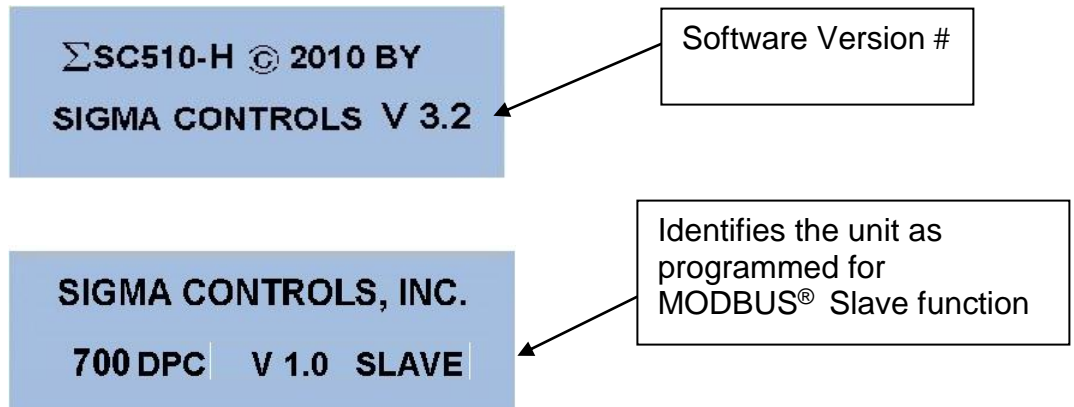 ΣSC510-H © 2010 BY
SIGMA CONTROLS V 3.2
Software Version #
SIGMA CONTROLS, INC.
700 DPC V 1.0 SLAVE
Identifies the unit as
programmed for
MODBUS® Slave function